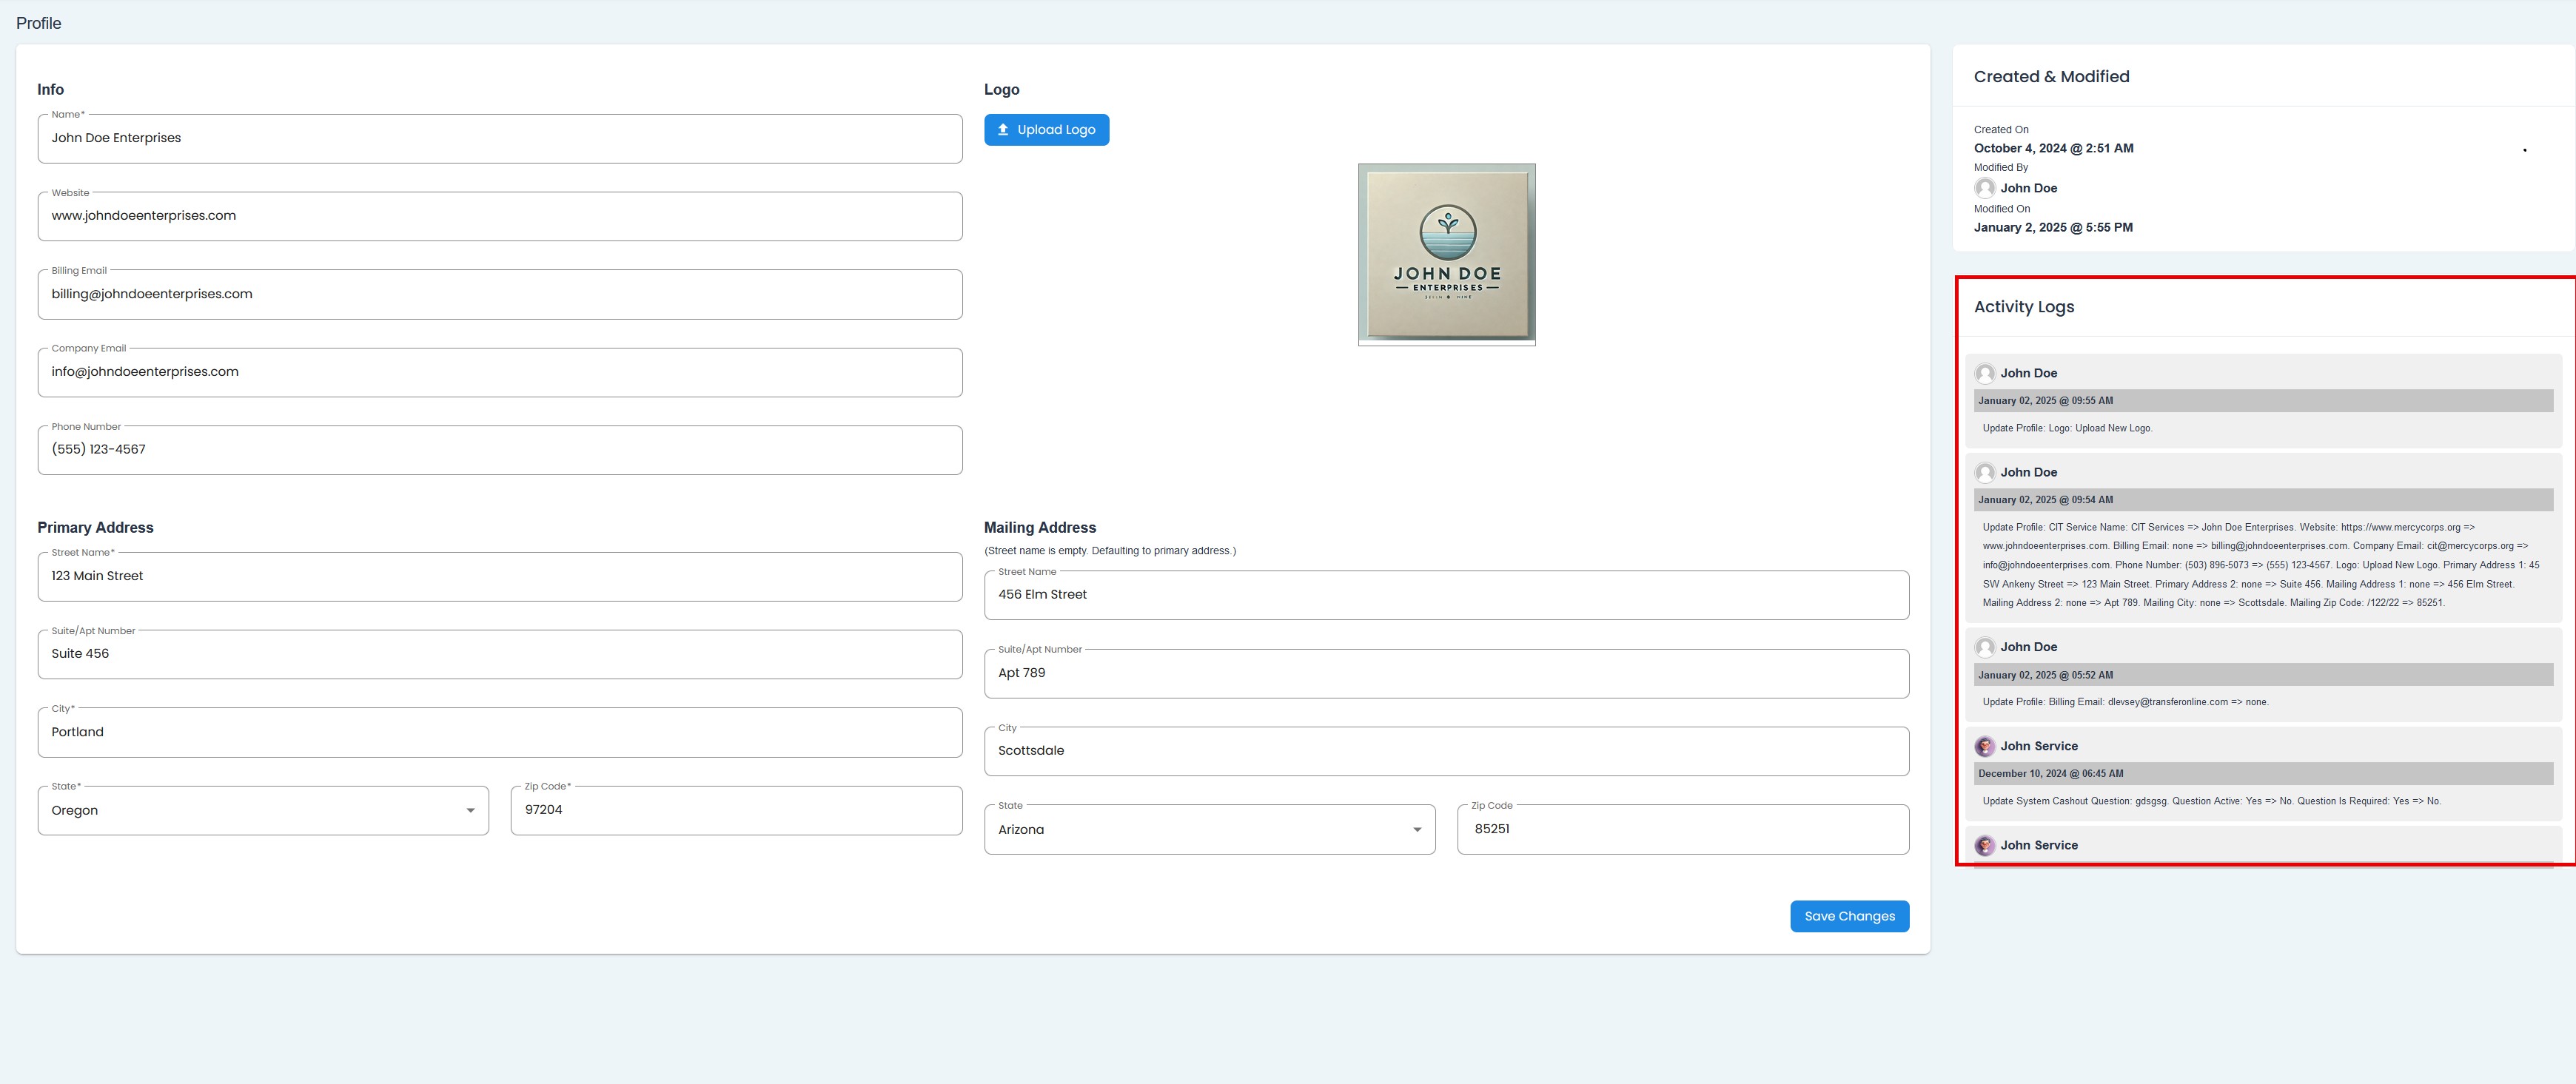 Profile
Info
Name*
John Doe Enterprises
Website
www.johndoeenterprises.com
Billing Email
billing@johndoeenterprises.com
Company Email
info@johndoeenterprises.com
Phone Number
(555) 123-4567
Logo
Upload Logo
JOHN DOE
ENTERPRISES
Primary Address
Street Name*
123 Main Street
Suite/Apt Number
Suite 456
City*
Portland
State*
Oregon
Zip Code*
97204
Mailing Address
(Street name is empty. Defaulting to primary address.)
Street Name
456 Elm Street
Suite/Apt Number
Apt 789
City
Scottsdale
State
Arizona
Zip Code
85251
Save Changes
Created & Modified
Created On
October 4, 2024 @ 2:51 AM
Modified By
John Doe
Modified On
January 2, 2025 @ 5:55 PM
Activity Logs
John Doe
January 02, 2025 @ 09:55 AM
Update Profile: Logo: Upload New Logo.
John Doe
January 02, 2025 @ 09:54 AM
Update Profile: CIT Service Name: CIT Services => John Doe Enterprises. Website: https://www.mercycorps.org =>
www.johndoeenterprises.com. Billing Email: none => billing@johndoeenterprises.com. Company Email: cit@mercycorps.org =>
info@johndoeenterprises.com. Phone Number: (503) 896-5073 => (555) 123-4567. Logo: Upload New Logo. Primary Address 1: 45
SW Ankeny Street => 123 Main Street. Primary Address 2: none => Suite 456. Mailing Address 1: none => 456 Elm Street.
Mailing Address 2: none => Apt 789. Mailing City: none => Scottsdale. Mailing Zip Code: /122/22 => 85251.
John Doe
January 02, 2025 @ 05:52 AM
Update Profile: Billing Email: dlevsey@transferonline.com => none.
John Service
December 10, 2024 @ 06:45 AM
Update System Cashout Question: gdsgsg. Question Active: Yes => No. Question Is Required: Yes => No.
John Service